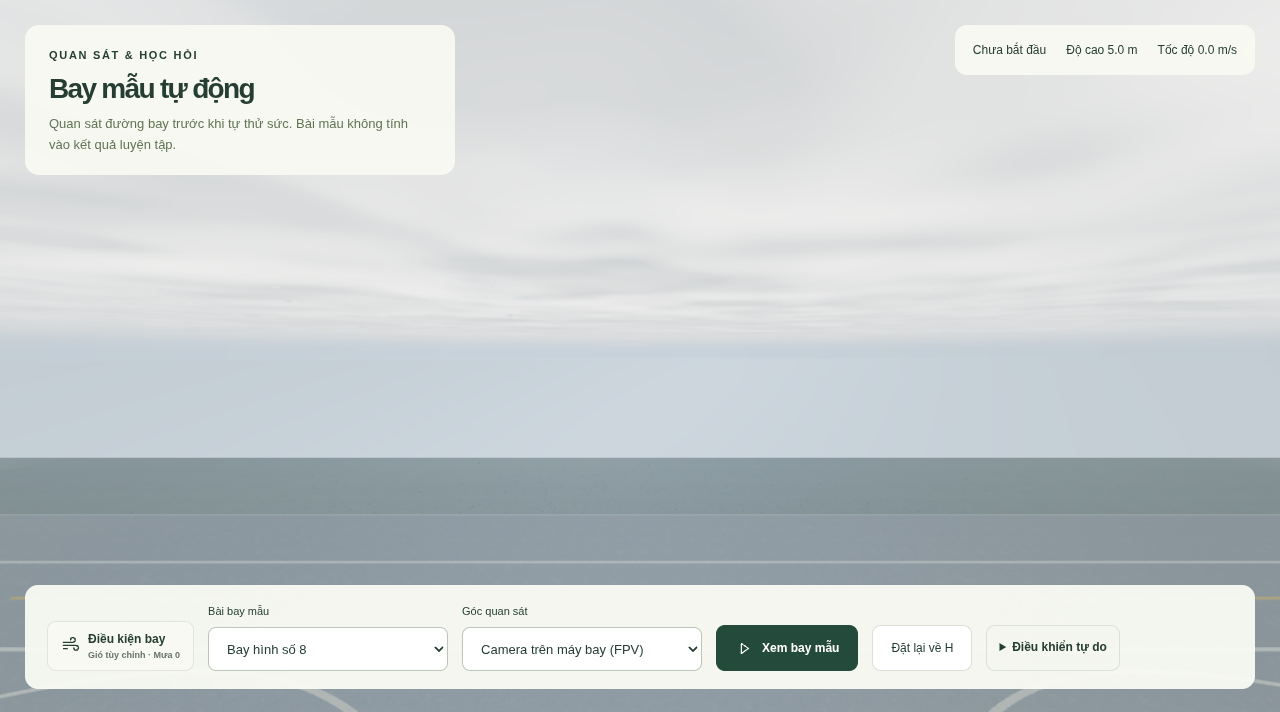 QUAN SÁT & HỌC HỎI
Bay mẫu tự động
Quan sát đường bay trước khi tự thử sức. Bài mẫu không tính
vào kết quả luyện tập.
Chưa bắt đầu Độ cao 5.0 m Tốc độ 0.0 m/s
Điều kiện bay
Gió tùy chỉnh · Mưa 0
Bài bay mẫu
Bay hình số 8
Góc quan sát
Camera trên máy bay (FPV)
Xem bay mẫu
Đặt lại về H
Điều khiển tự do